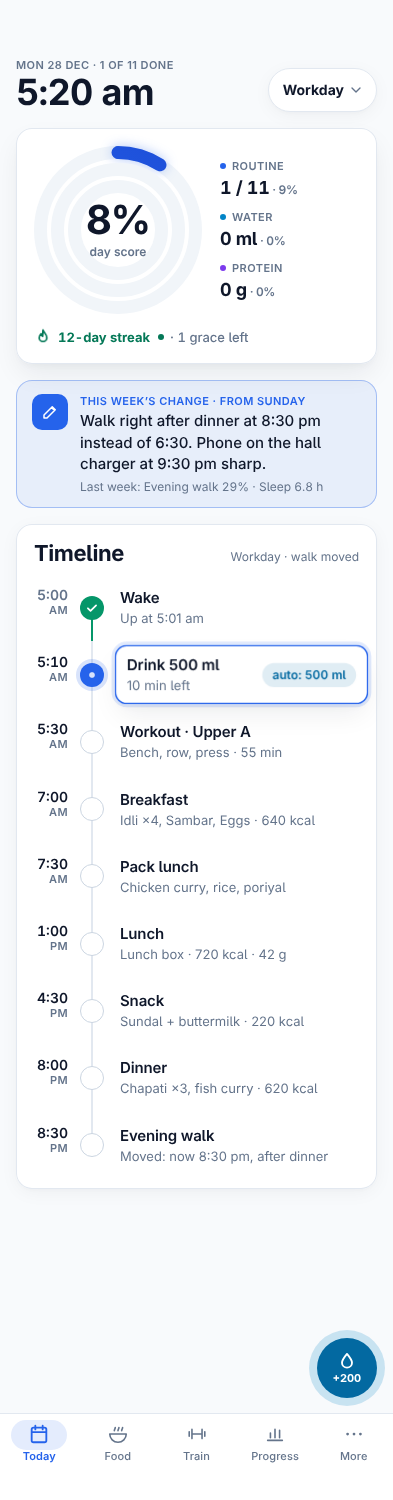 MON 28 DEC · 1 OF 11 DONE
5:20 am
Workday
8%
day score
ROUTINE
1 / 11 · 9%
WATER
0 ml · 0%
PROTEIN
0 g · 0%
12-day streak • · 1 grace left
THIS WEEK'S CHANGE · FROM SUNDAY
Walk right after dinner at 8:30 pm
instead of 6:30. Phone on the hall
charger at 9:30 pm sharp.
Last week: Evening walk 29% · Sleep 6.8 h
Timeline
Workday · walk moved
5:00 AM
Wake
Up at 5:01 am
5:10 AM
Drink 500 ml
10 min left
auto: 500 ml
5:30 AM
Workout · Upper A
Bench, row, press · 55 min
7:00 AM
Breakfast
Idli ×4, Sambar, Eggs · 640 kcal
7:30 AM
Pack lunch
Chicken curry, rice, poriyal
1:00 PM
Lunch
Lunch box · 720 kcal · 42 g
4:30 PM
Snack
Sundal + buttermilk · 220 kcal
8:00 PM
Dinner
Chapati ×3, fish curry · 620 kcal
8:30 PM
Evening walk
Moved: now 8:30 pm, after dinner
+200
Today
Food
Train
Progress
More